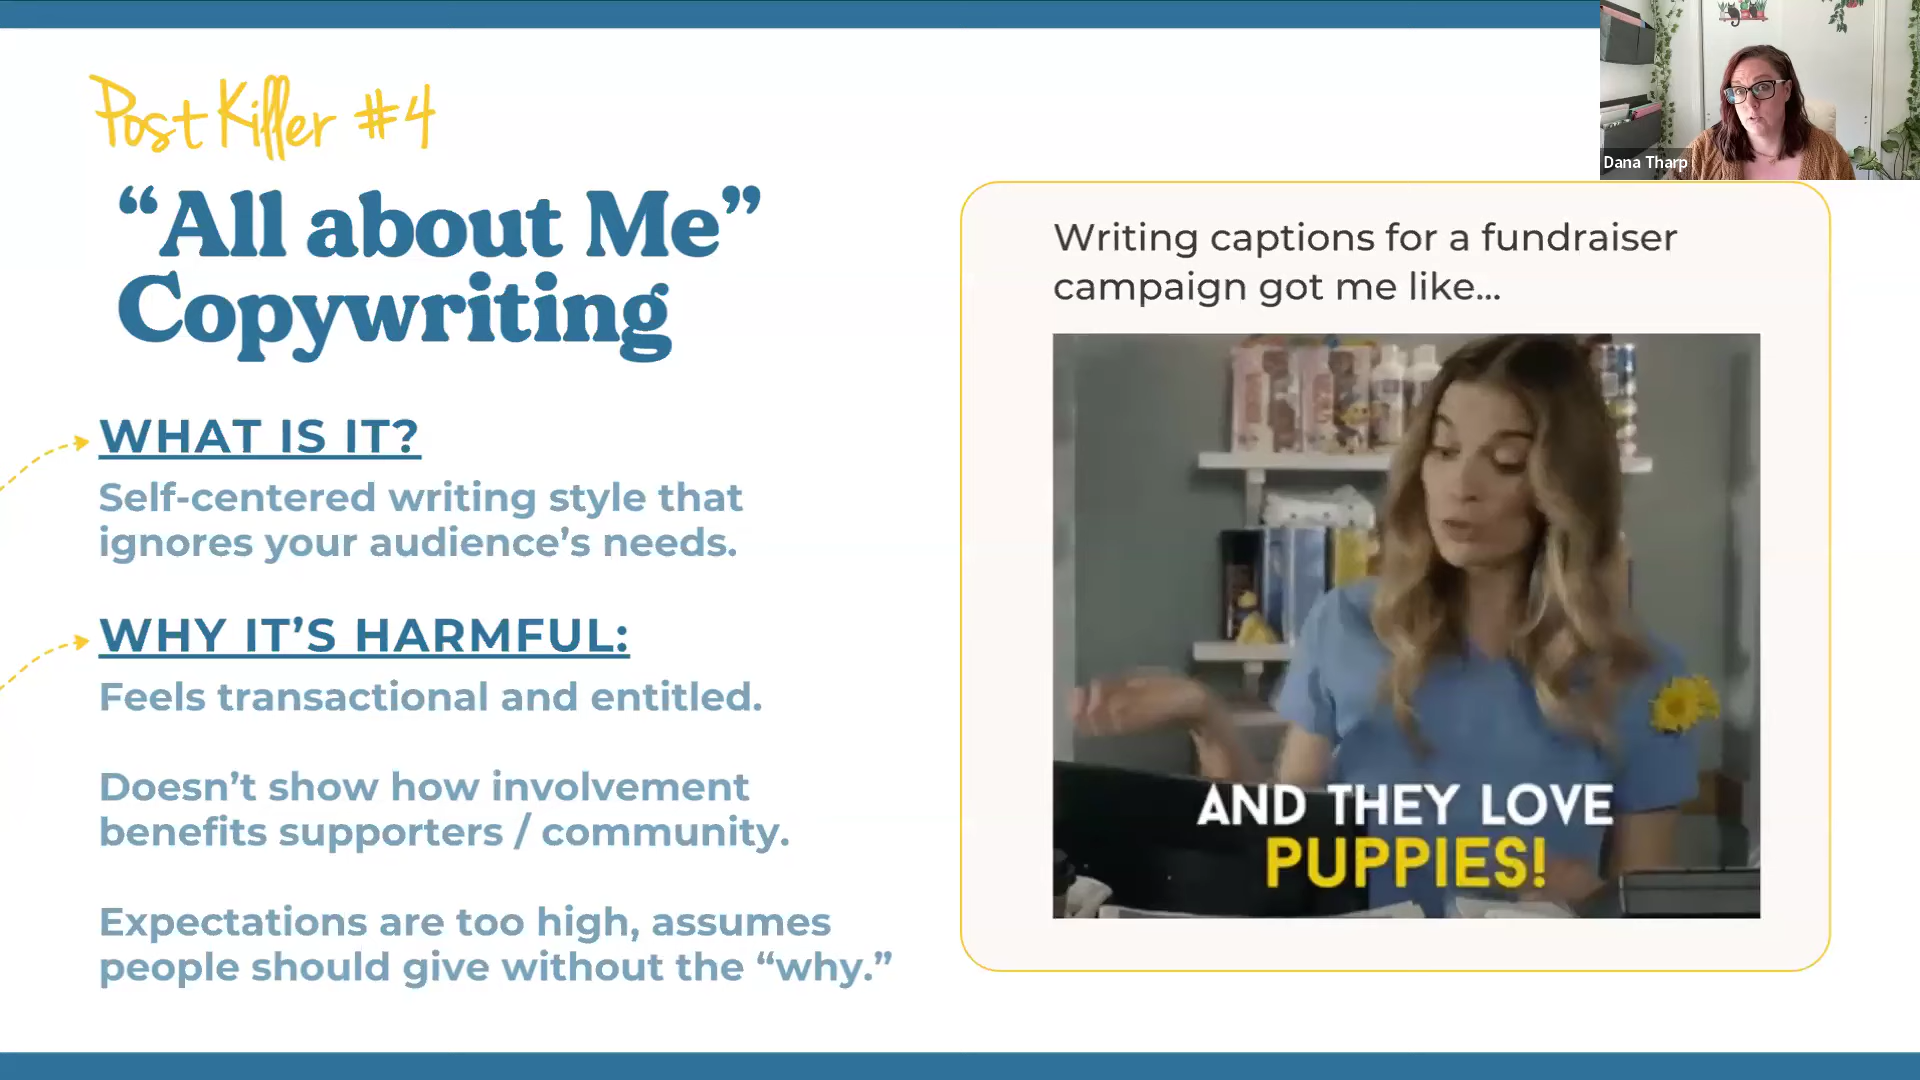 Post Killer #4
“All about Me”
Copywriting
WHAT IS IT?
Self-centered writing style that
ignores your audience’s needs.
WHY IT’S HARMFUL:
Feels transactional and entitled.
Doesn’t show how involvement
benefits supporters / community.
Expectations are too high, assumes
people should give without the “why.”
Dana Tharp
Writing captions for a fundraiser
campaign got me like...
AND THEY LOVE
PUPPIES!